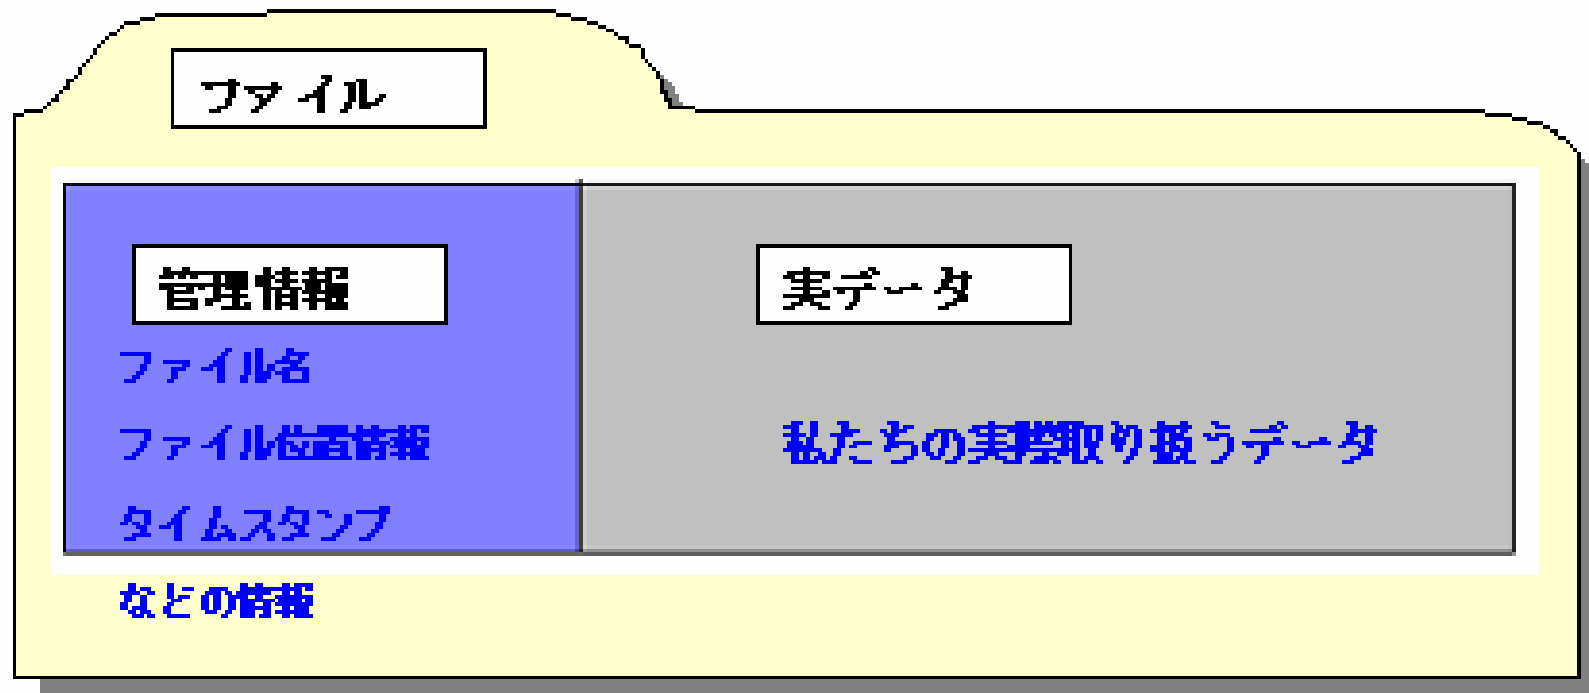 ファイル
管理情報
ファイル名
ファイル位置情報
タイムスタンプ
などの情報
実データ
私たちの実際取り扱うデータ